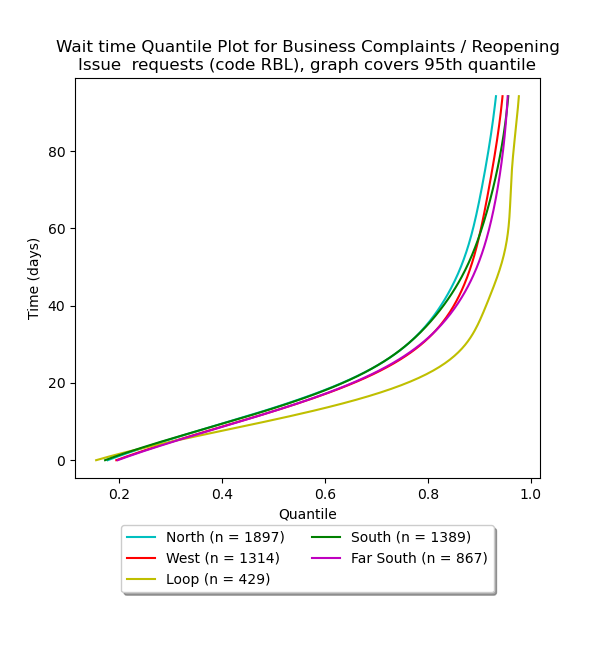 Wait time Quantile Plot for Business Complaints / Reopening
Issue  requests (code RBL), graph covers 95th quantile
Time (days)
80
60
40
20
0
0.2 0.4 0.6 0.8 1.0
Quantile
North (n = 1897) South (n = 1389)
West (n = 1314) Far South (n = 867)
Loop (n = 429)